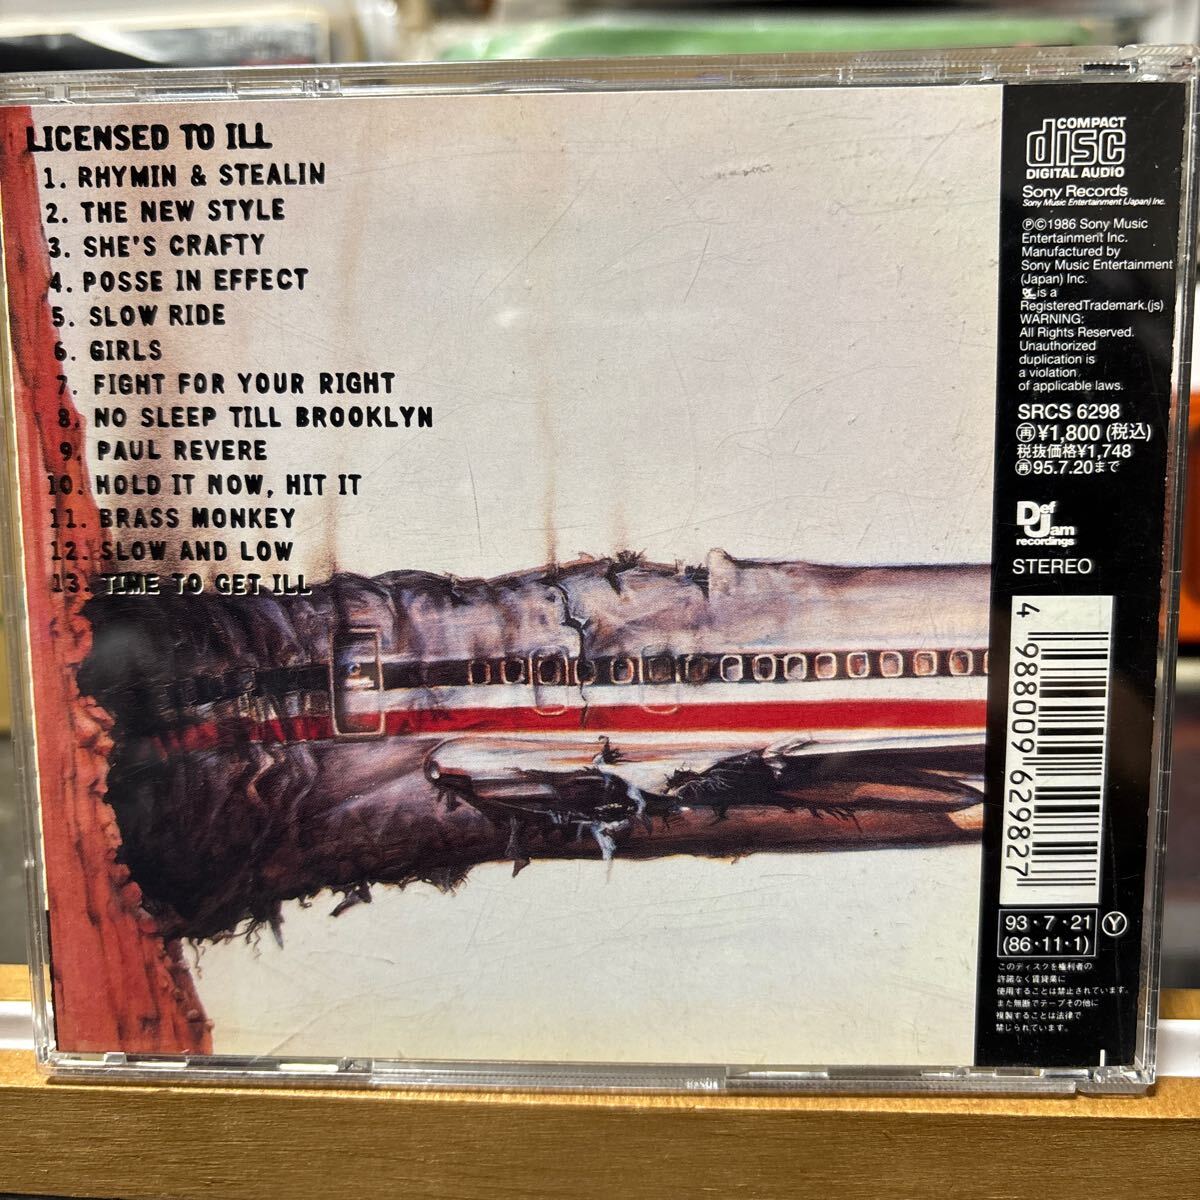 LICENSED TO ILL
1. RHYMIN & STEALIN
2. THE NEW STYLE
3. SHE'S CRAFTY
4. POSSE IN EFFECT
5. SLOW RIDE
6. GIRLS
7. FIGHT FOR YOUR RIGHT
8. NO SLEEP TILL BROOKLYN
9. PAUL REVERE
10. HOLD IT NOW, HIT IT
11. BRASS MONKEY
12. SLOW AND LOW
13. TIME TO GET ILL
COMPACT
disc
DIGITAL AUDIO
Sony Records
Sony Music Entertainment (Japan) Inc.
Ⓟ©1986 Sony Music
Entertainment Inc.
Manufactured by
Sony Music Entertainment
(Japan) Inc.
is a
RegisteredTrademark.(js)
WARNING:
All Rights Reserved.
Unauthorized
duplication is
a violation
of applicable laws.
SRCS 6298
再¥1,800 (税込)
税抜価格¥1,748
再95.7.20まで
Def
Jam
recordings
STEREO
4 988009 629827
93・7・21 Ⓨ
(86・11・1)
このディスクを権利者の
許諾なく賃貸業に
使用することは禁止されています。
また無断でテープその他に
複製することは法律で
禁じられています。